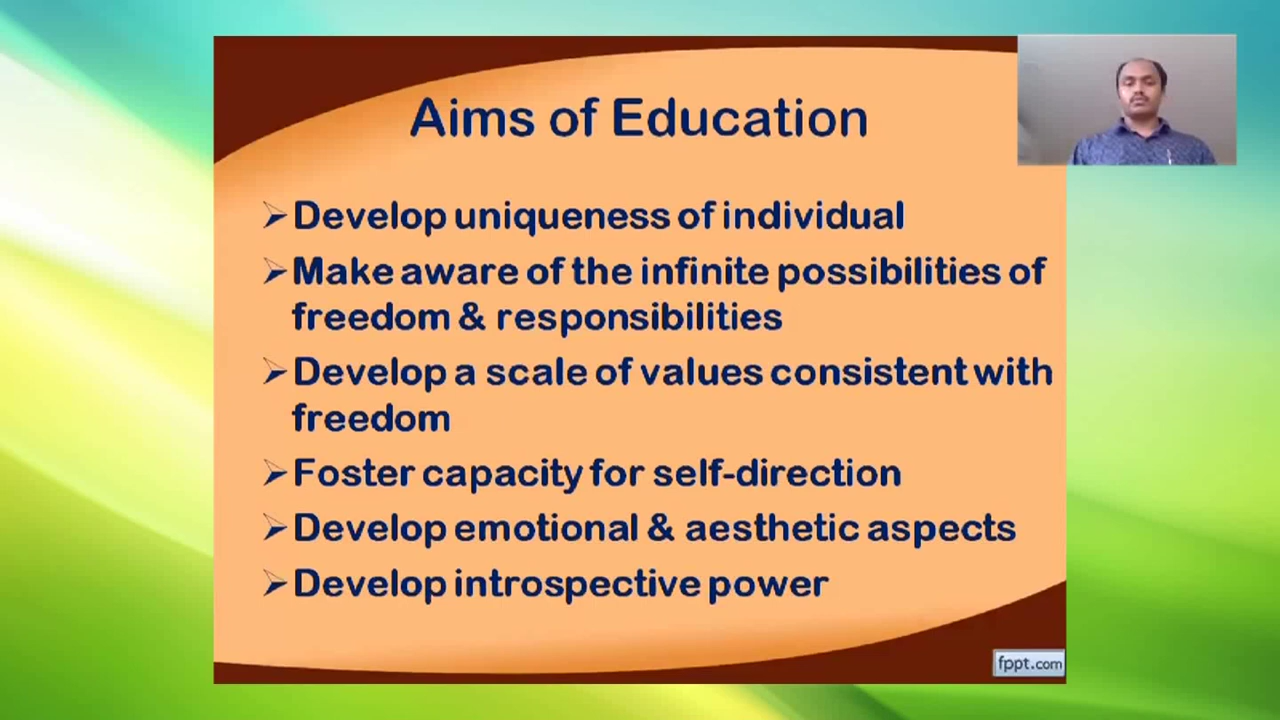 Aims of Education
➢Develop uniqueness of individual
➢Make aware of the infinite possibilities of
freedom & responsibilities
➢Develop a scale of values consistent with
freedom
➢Foster capacity for self-direction
➢Develop emotional & aesthetic aspects
➢Develop introspective power
fppt.com